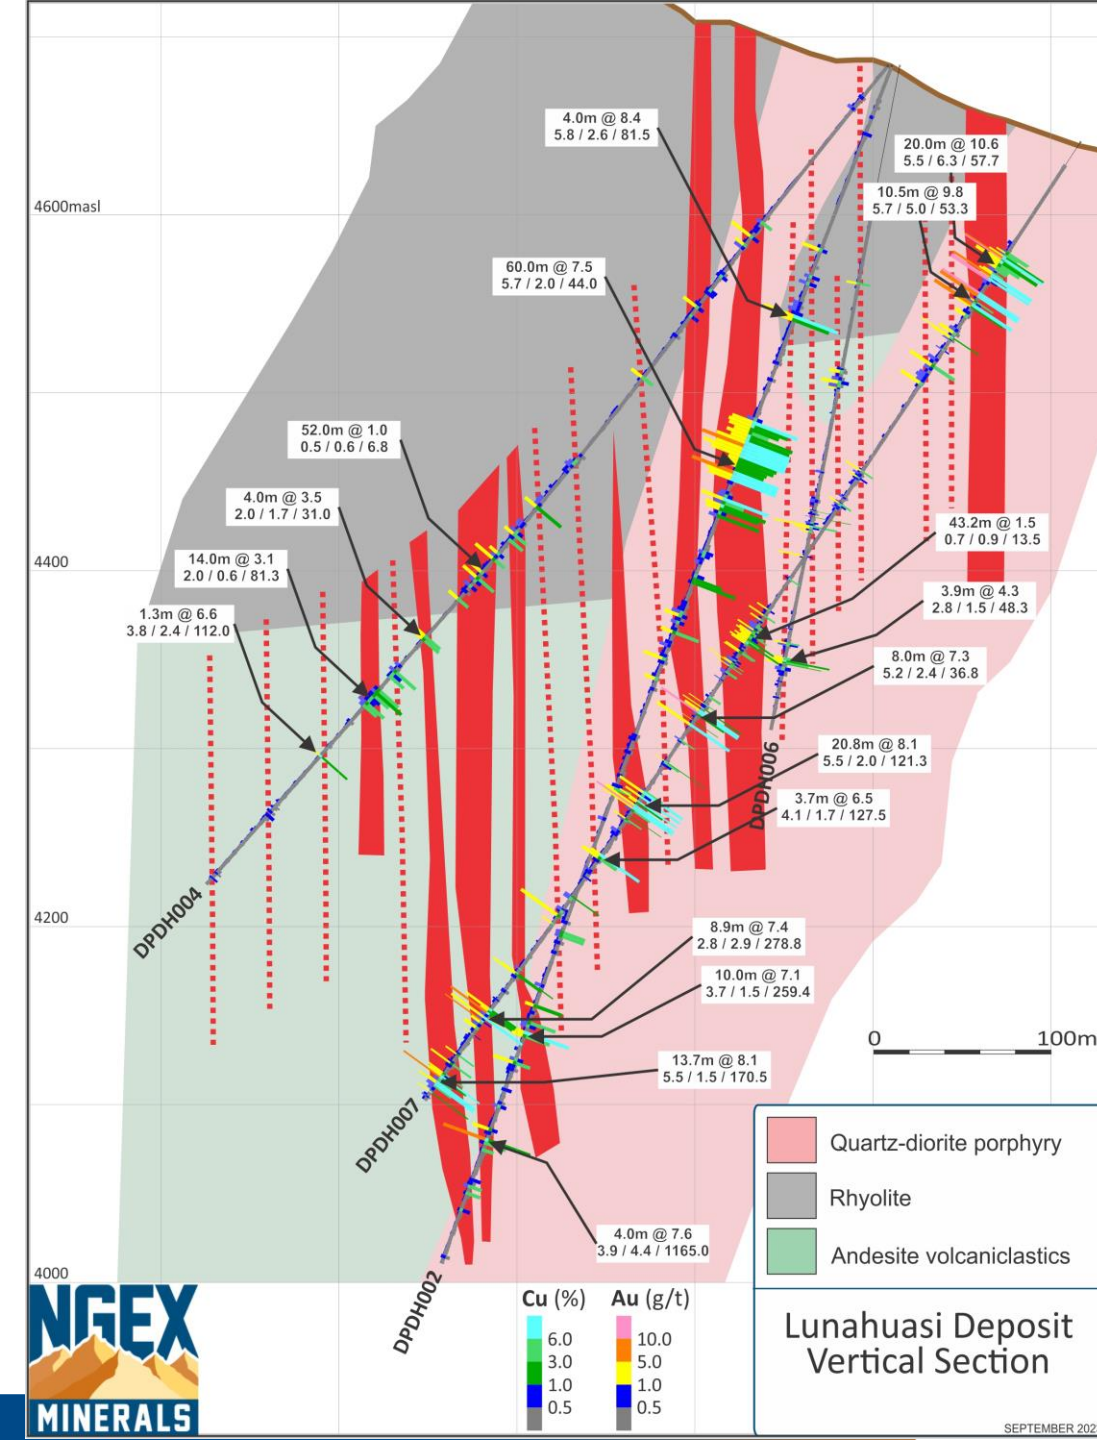 4.0m @ 8.4
5.8 / 2.6 / 81.5
20.0m @ 10.6
5.5 / 6.3 / 57.7
10.5m @ 9.8
5.7 / 5.0 / 53.3
4600masl
60.0m @ 7.5
5.7 / 2.0 / 44.0
52.0m @ 1.0
0.5 / 0.6 / 6.8
4.0m @ 3.5
2.0 / 1.7 / 31.0
43.2m @ 1.5
0.7 / 0.9 / 13.5
14.0m @ 3.1
2.0 / 0.6 / 81.3
4400
3.9m @ 4.3
2.8 / 1.5 / 48.3
1.3m @ 6.6
3.8 / 2.4 / 112.0
8.0m @ 7.3
5.2 / 2.4 / 36.8
20.8m @ 8.1
5.5 / 2.0 / 121.3
DPDH006
3.7m @ 6.5
4.1 / 1.7 / 127.5
DPDH004
4200
8.9m @ 7.4
2.8 / 2.9 / 278.8
10.0m @ 7.1
3.7 / 1.5 / 259.4
0 100m
13.7m @ 8.1
5.5 / 1.5 / 170.5
DPDH007
Quartz-diorite porphyry
Rhyolite
Andesite volcaniclastics
4.0m @ 7.6
3.9 / 4.4 / 1165.0
4000
DPDH002
NGEX
MINERALS
Cu (%) Au (g/t)
6.0 10.0
3.0 5.0
1.0 1.0
0.5 0.5
Lunahuasi Deposit
Vertical Section
SEPTEMBER